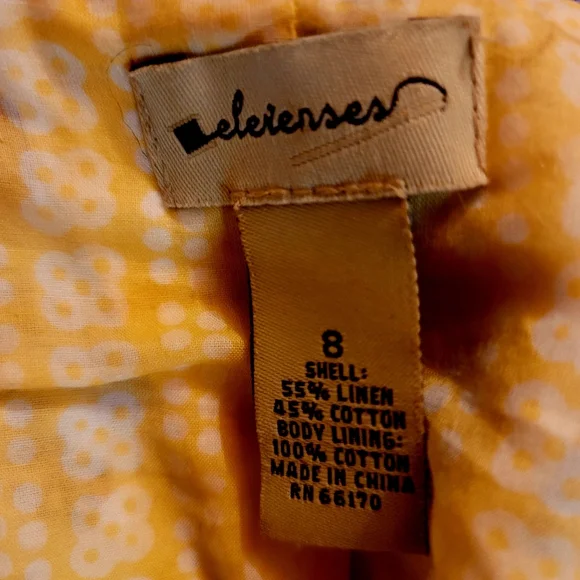 elevenses
8
SHELL:
55% LINEN
45% COTTON
BODY LINING:
100% COTTON
MADE IN CHINA
RN 66170